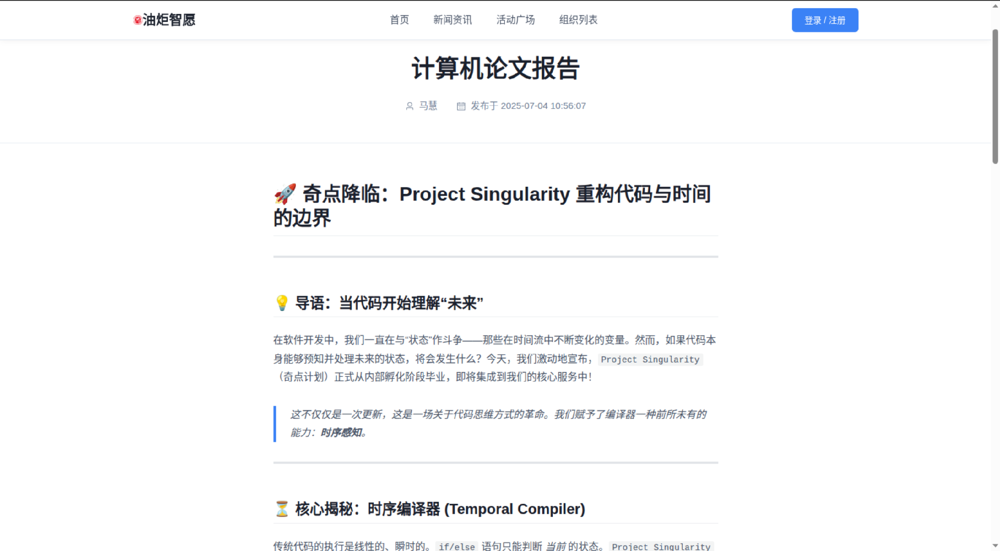 油炬智愿
首页 新闻资讯 活动广场 组织列表
登录 / 注册
计算机论文报告
马慧 发布于 2025-07-04 10:56:07
🚀 奇点降临：Project Singularity 重构代码与时间
的边界
💡 导语：当代码开始理解“未来”
在软件开发中，我们一直在与“状态”作斗争——那些在时间流中不断变化的变量。然而，如果代码本
身能够预知并处理未来的状态，将会发生什么？今天，我们激动地宣布， Project Singularity
（奇点计划）正式从内部孵化阶段毕业，即将集成到我们的核心服务中！
这不仅仅是一次更新，这是一场关于代码思维方式的革命。我们赋予了编译器一种前所未有的
能力：时序感知。
⏳ 核心揭秘：时序编译器 (Temporal Compiler)
传统代码的执行是线性的、瞬时的。 if/else 语句只能判断 当前 的状态。 Project Singularity